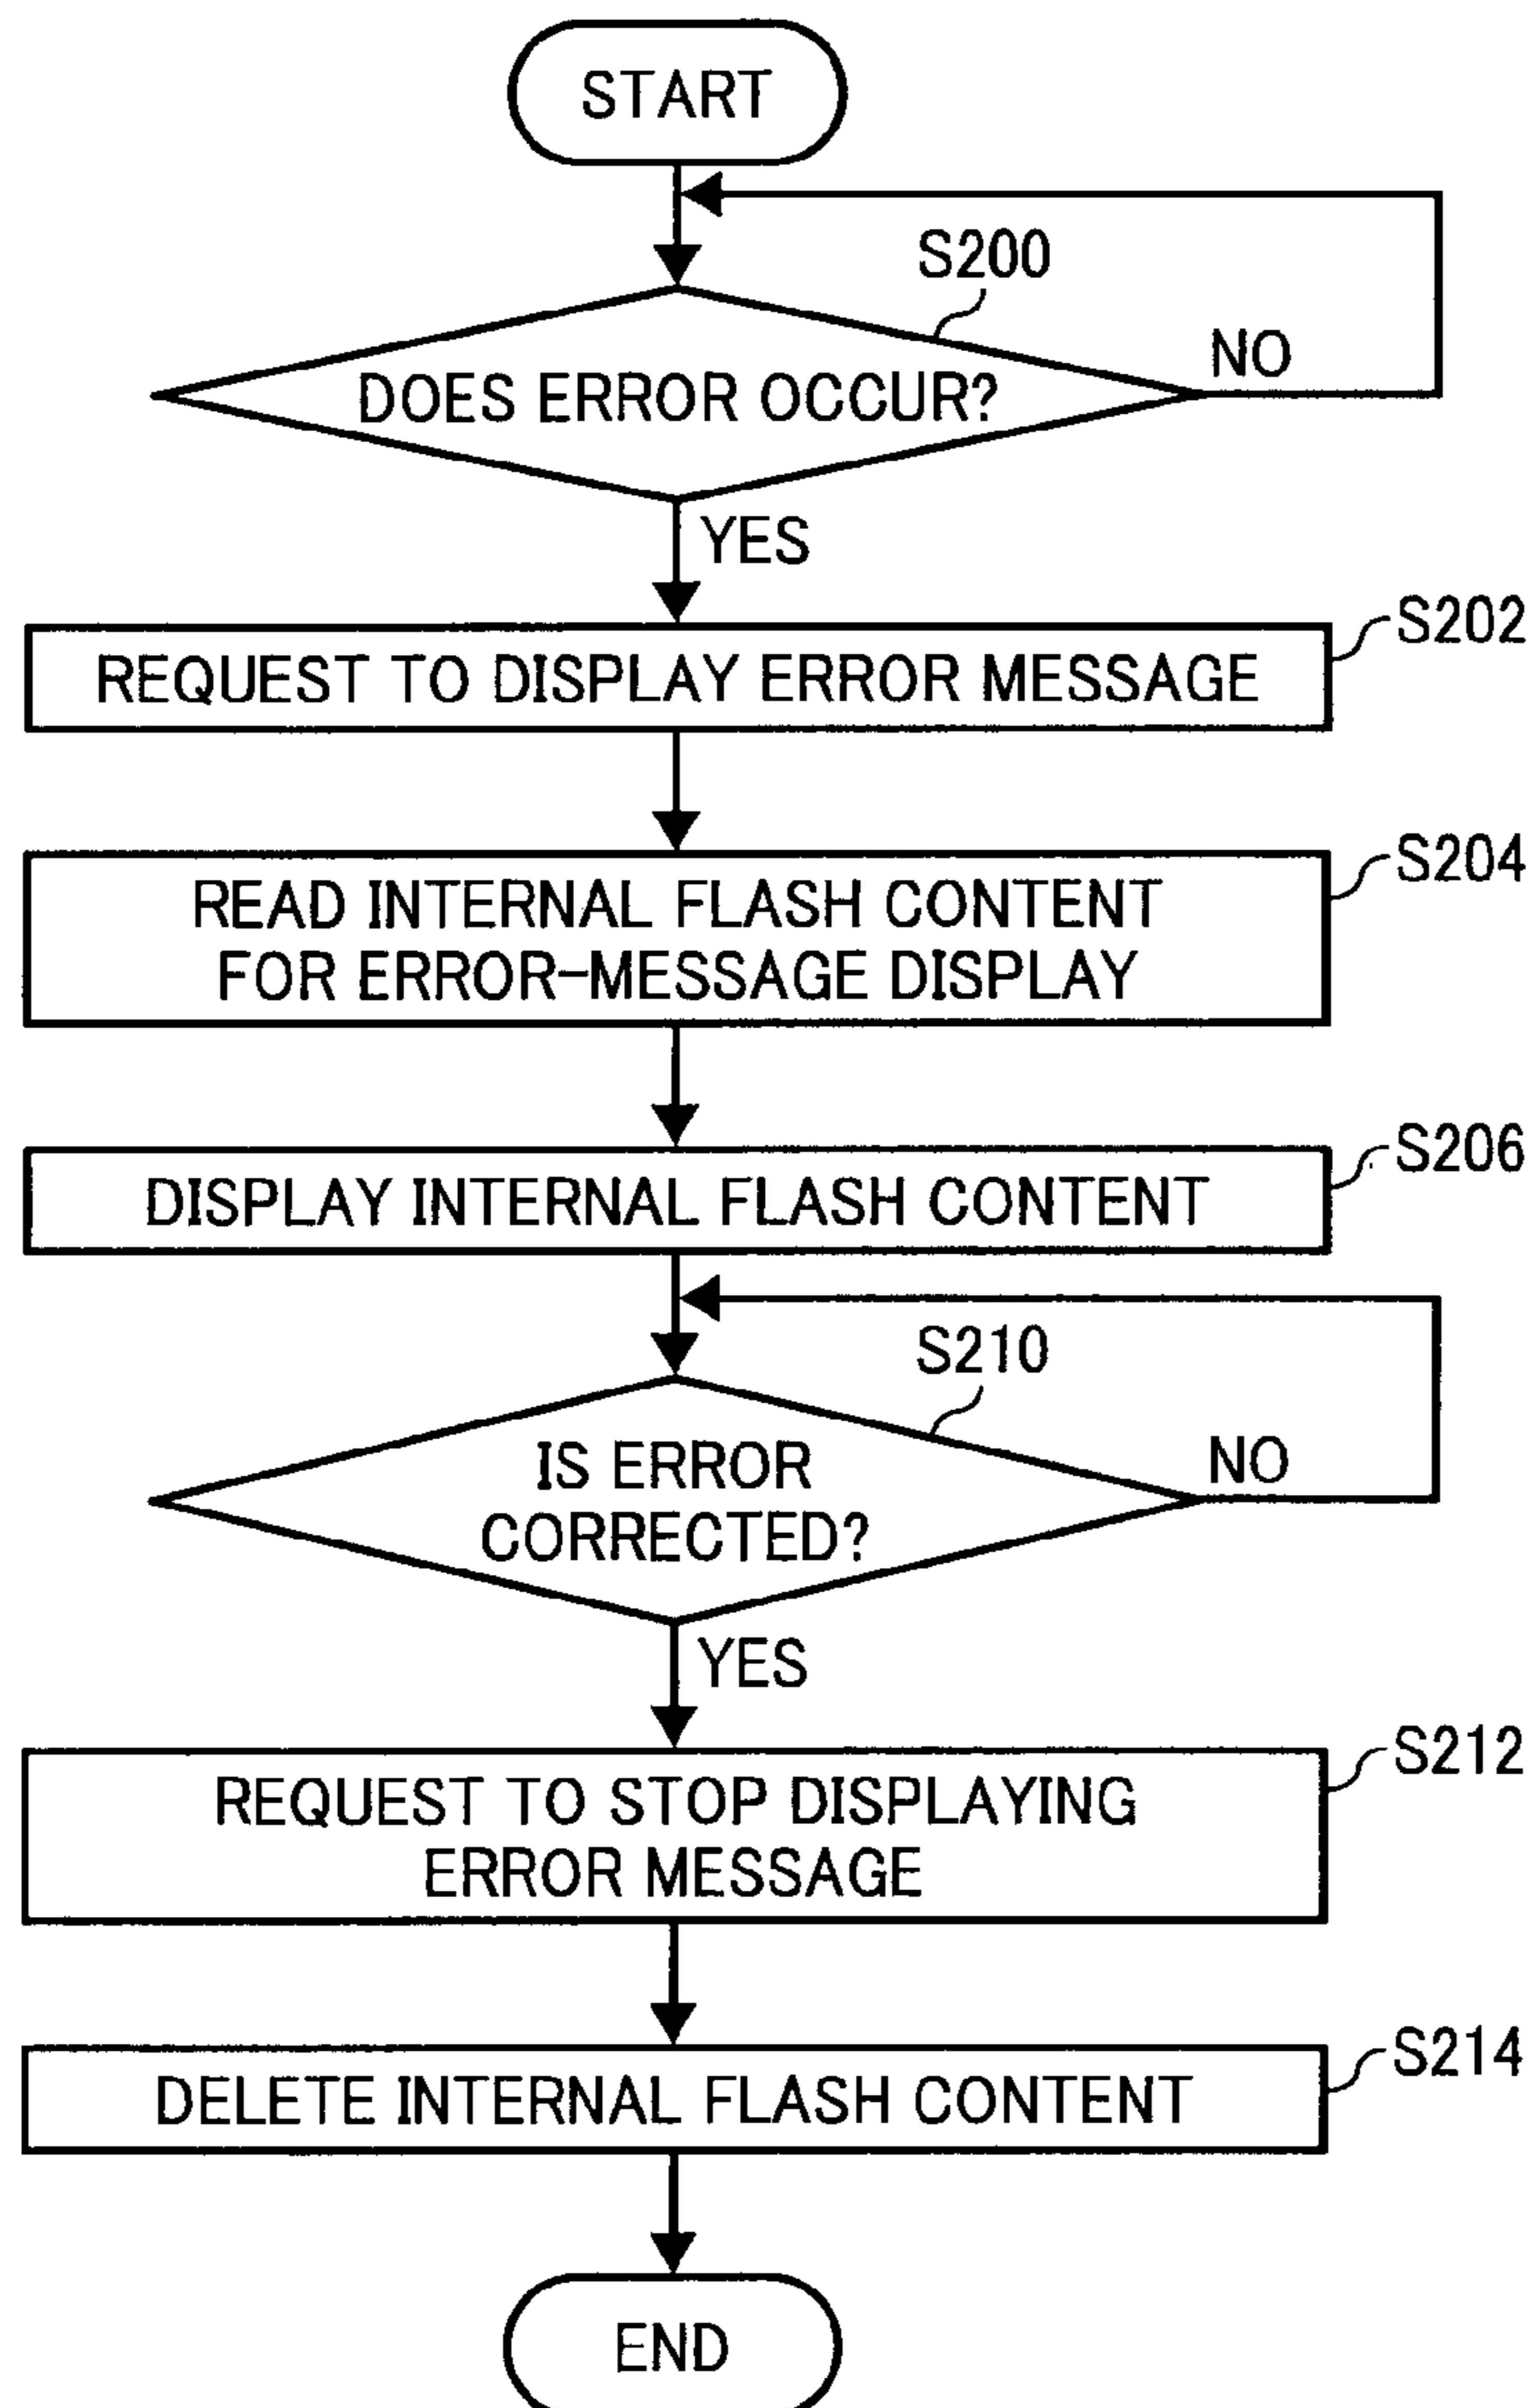 START
S200
DOES ERROR OCCUR?
NO
YES
S202
REQUEST TO DISPLAY ERROR MESSAGE
S204
READ INTERNAL FLASH CONTENT
FOR ERROR-MESSAGE DISPLAY
S206
DISPLAY INTERNAL FLASH CONTENT
S210
IS ERROR
CORRECTED?
NO
YES
S212
REQUEST TO STOP DISPLAYING
ERROR MESSAGE
S214
DELETE INTERNAL FLASH CONTENT
END